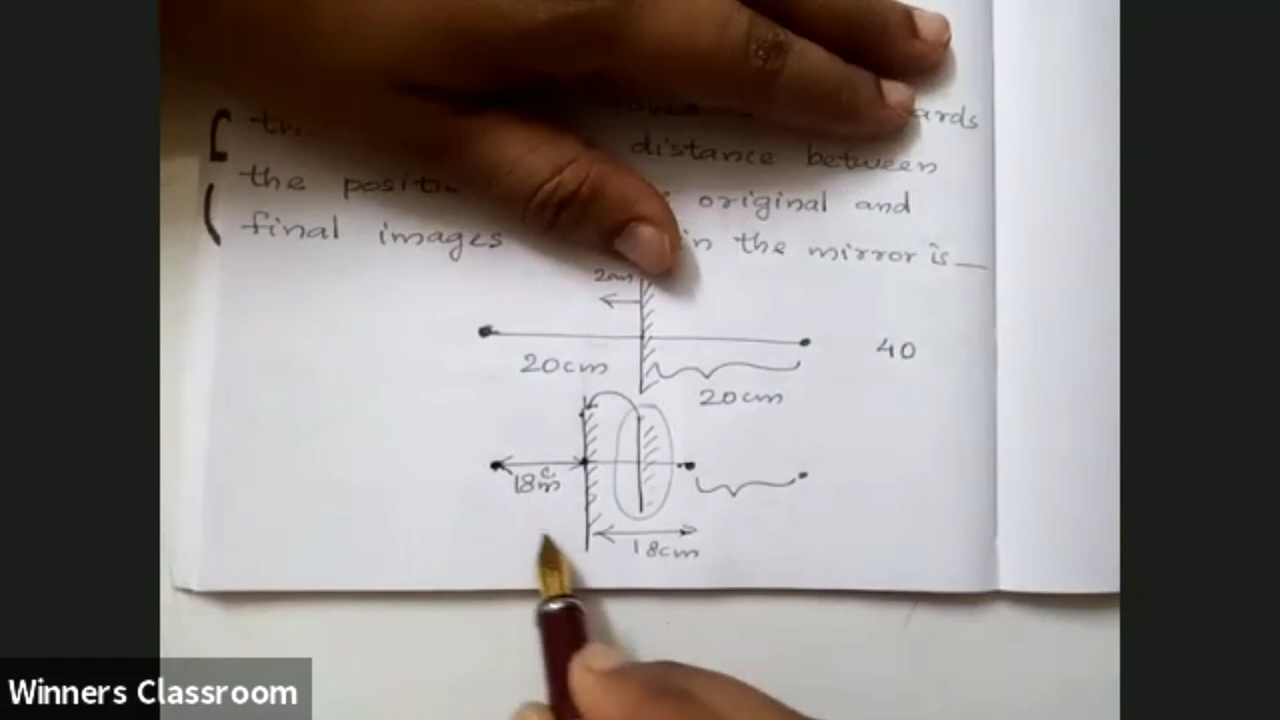 ards
distance between
the original and
final images in the mirror is __
2cm
20cm
40
20cm
18cm
18cm
Winners Classroom